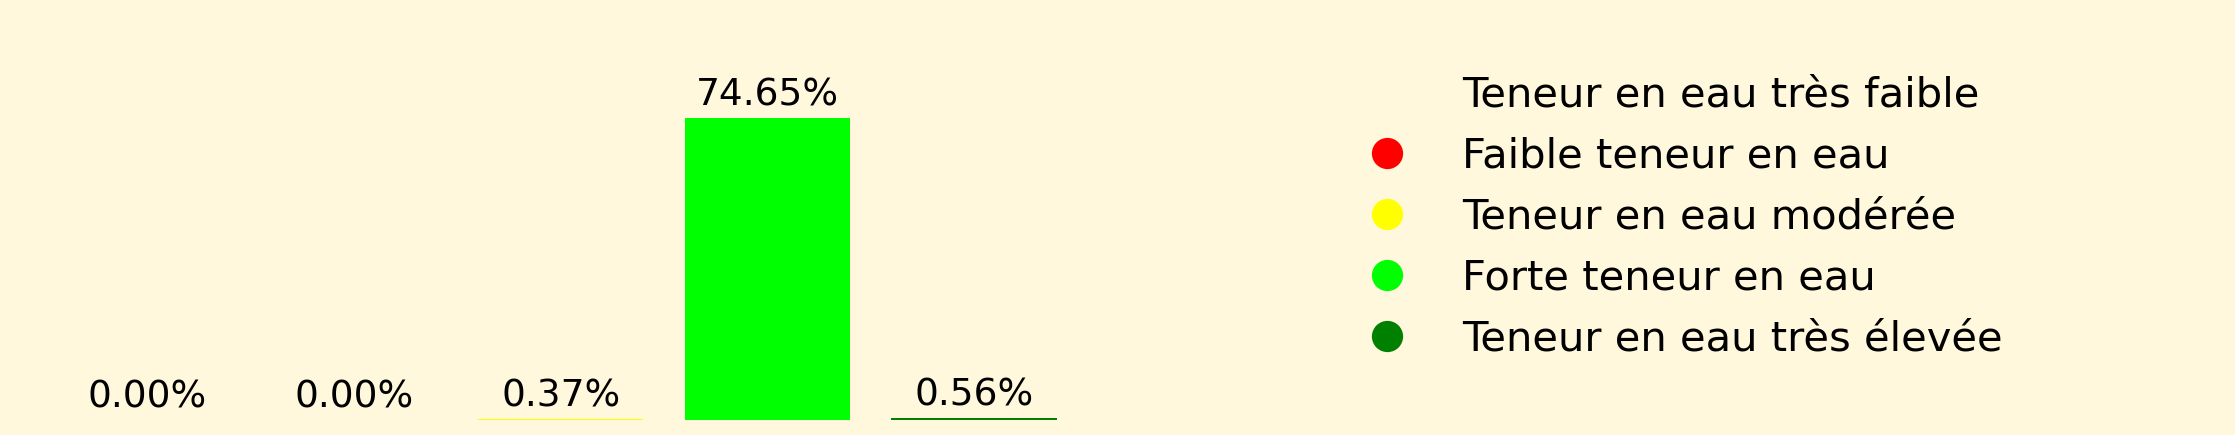 74.65%
0.00%
0.00%
0.37%
0.56%
Teneur en eau très faible
Faible teneur en eau
Teneur en eau modérée
Forte teneur en eau
Teneur en eau très élevée